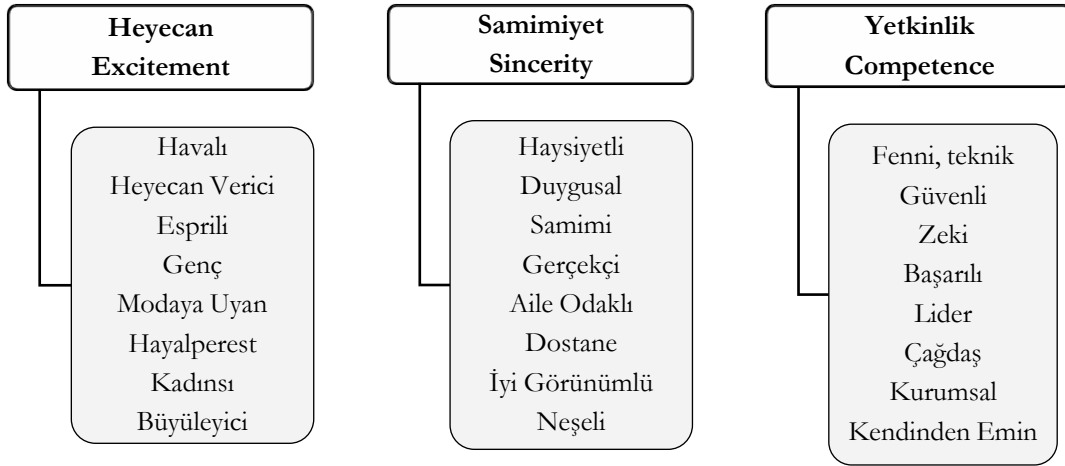 Heyecan
Excitement
Havalı
Heyecan Verici
Esprili
Genç
Modaya Uyan
Hayalperest
Kadınsı
Büyüleyici
Samimiyet
Sincerity
Haysiyetli
Duygusal
Samimi
Gerçekçi
Aile Odaklı
Dostane
İyi Görünümlü
Neşeli
Yetkinlik
Competence
Fenni, teknik
Güvenli
Zeki
Başarılı
Lider
Çağdaş
Kurumsal
Kendinden Emin